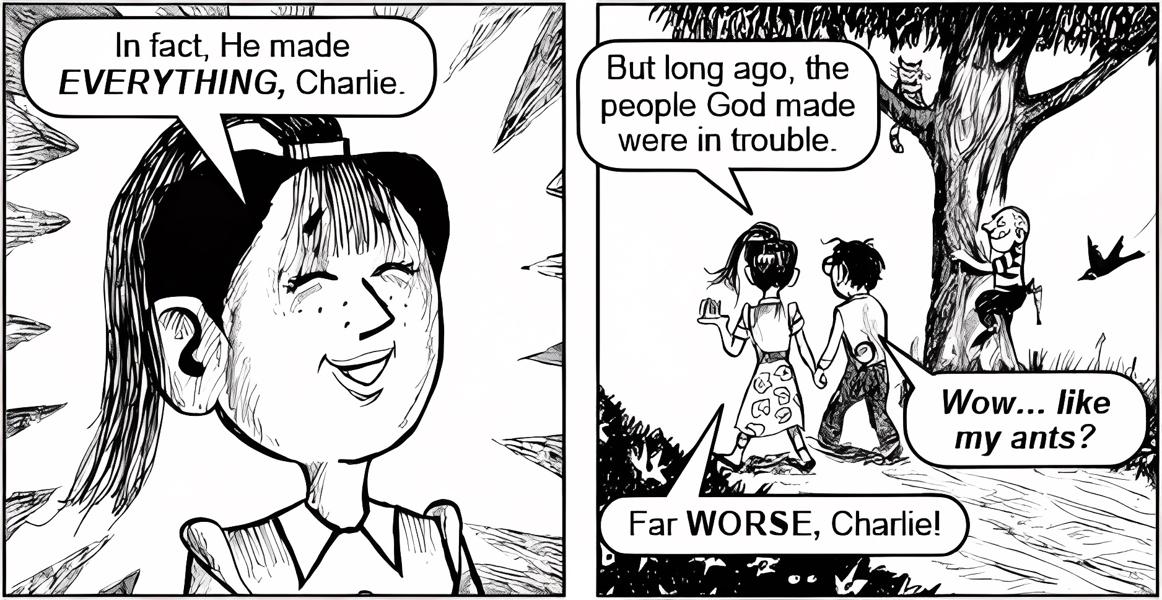 In fact, He made
EVERYTHING, Charlie.
But long ago, the
people God made
were in trouble.
Wow... like
my ants?
Far WORSE, Charlie!